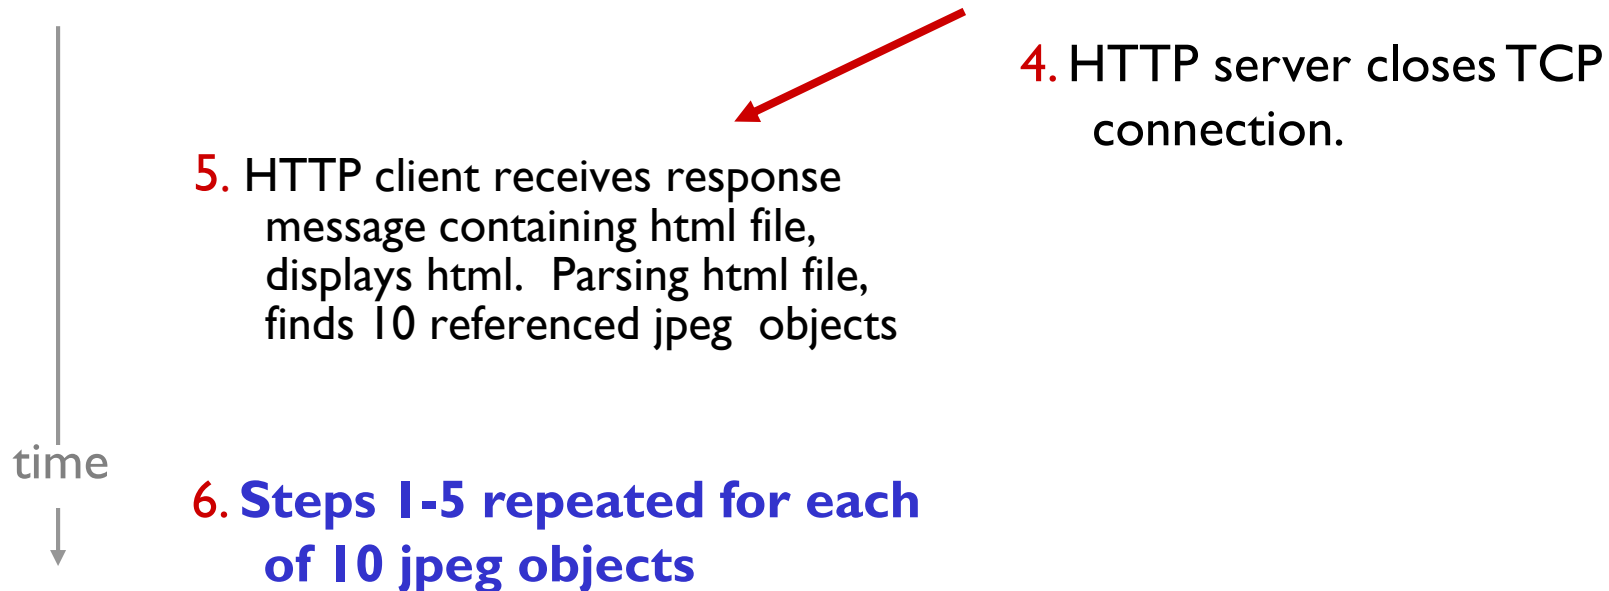 4. HTTP server closes TCP
connection.
5. HTTP client receives response
message containing html file,
displays html. Parsing html file,
finds 10 referenced jpeg objects
time
6. Steps 1-5 repeated for each
of 10 jpeg objects